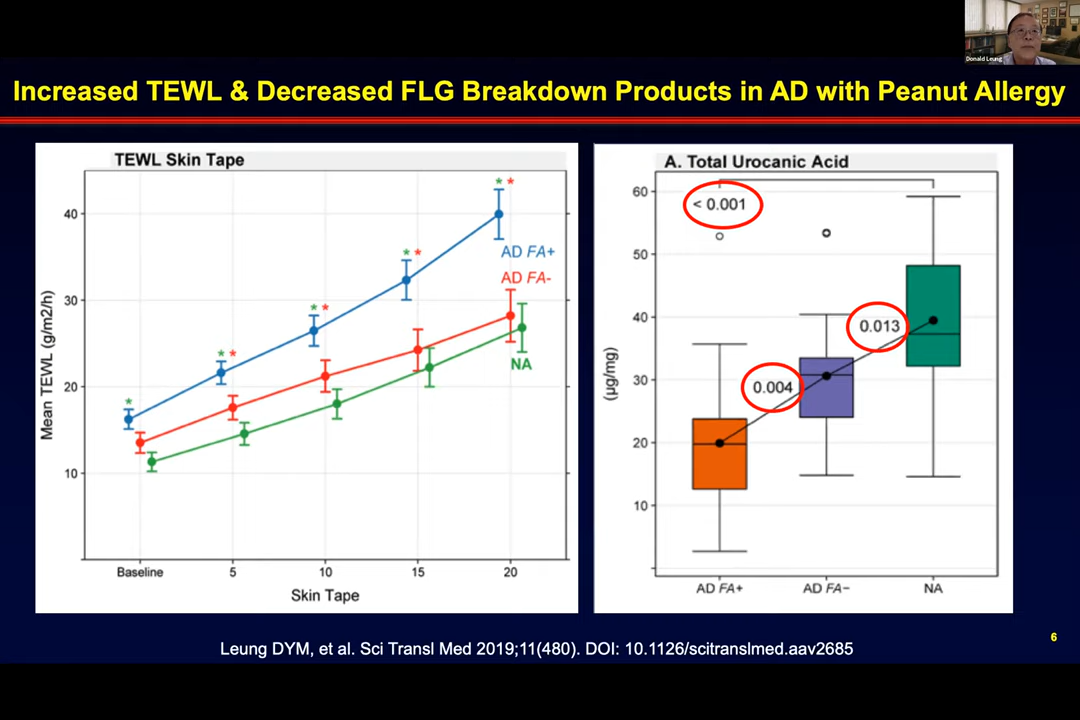 Donald Leung
Increased TEWL & Decreased FLG Breakdown Products in AD with Peanut Allergy
TEWL Skin Tape
Mean TEWL (g/m2/h)
40
30
20
10
* *
* *
* *
* *
*
AD FA+
AD FA-
NA
Baseline
5
10
15
20
Skin Tape
A. Total Urocanic Acid
(µg/mg)
60
50
40
30
20
10
< 0.001
0.013
0.004
AD FA+
AD FA−
NA
Leung DYM, et al. Sci Transl Med 2019;11(480). DOI: 10.1126/scitranslmed.aav2685
6